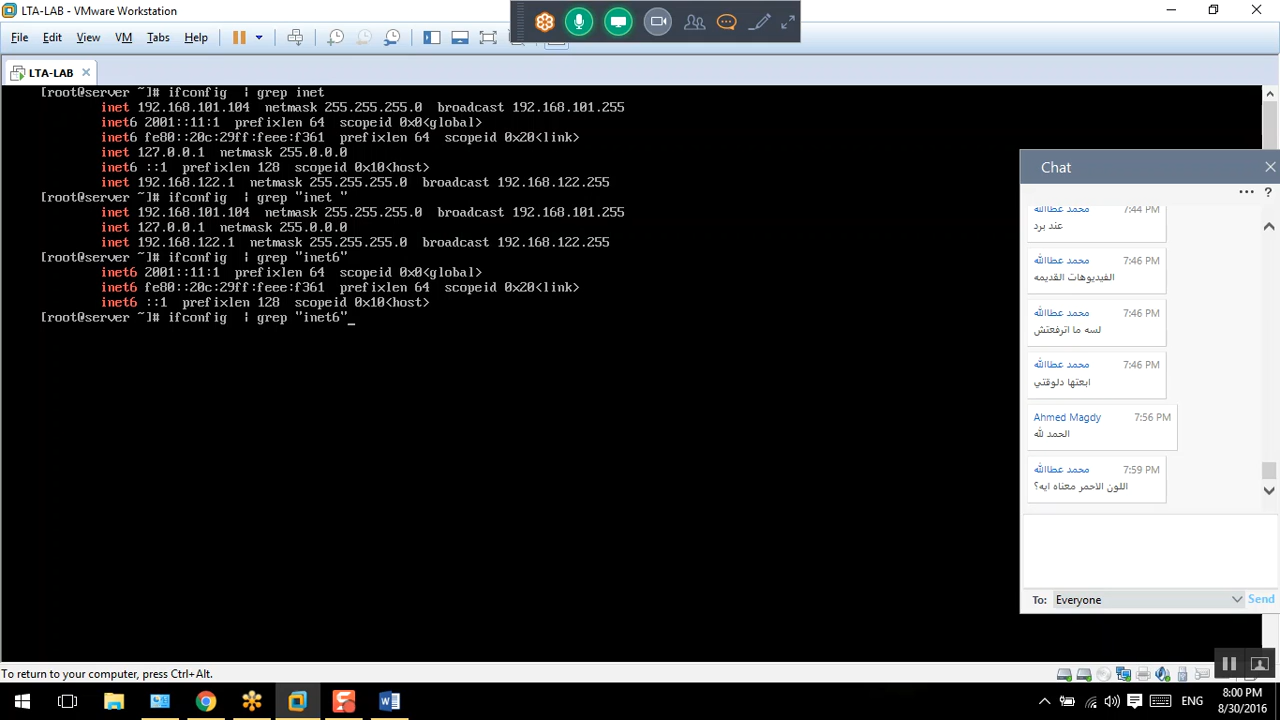 LTA-LAB - VMware Workstation
File Edit View VM Tabs Help
LTA-LAB
[root@server ~]# ifconfig  | grep inet
inet 192.168.101.104  netmask 255.255.255.0  broadcast 192.168.101.255
inet6 2001::11:1  prefixlen 64  scopeid 0x0<global>
inet6 fe80::20c:29ff:feee:f361  prefixlen 64  scopeid 0x20<link>
inet 127.0.0.1  netmask 255.0.0.0
inet6 ::1  prefixlen 128  scopeid 0x10<host>
inet 192.168.122.1  netmask 255.255.255.0  broadcast 192.168.122.255
[root@server ~]# ifconfig  | grep "inet "
inet 192.168.101.104  netmask 255.255.255.0  broadcast 192.168.101.255
inet 127.0.0.1  netmask 255.0.0.0
inet 192.168.122.1  netmask 255.255.255.0  broadcast 192.168.122.255
[root@server ~]# ifconfig  | grep "inet6"
inet6 2001::11:1  prefixlen 64  scopeid 0x0<global>
inet6 fe80::20c:29ff:feee:f361  prefixlen 64  scopeid 0x20<link>
inet6 ::1  prefixlen 128  scopeid 0x10<host>
[root@server ~]# ifconfig  | grep "inet6"_
Chat
محمد عطاالله 7:44 PM
عند برد
محمد عطاالله 7:46 PM
الفيديوهات القديمه
محمد عطاالله 7:46 PM
لسه ما اترفعتش
محمد عطاالله 7:46 PM
ابعتها دلوقتي
Ahmed Magdy 7:56 PM
الحمد لله
محمد عطاالله 7:59 PM
اللون الاحمر معناه ايه؟
To: Everyone Send
To return to your computer, press Ctrl+Alt.
ENG
8:00 PM
8/30/2016